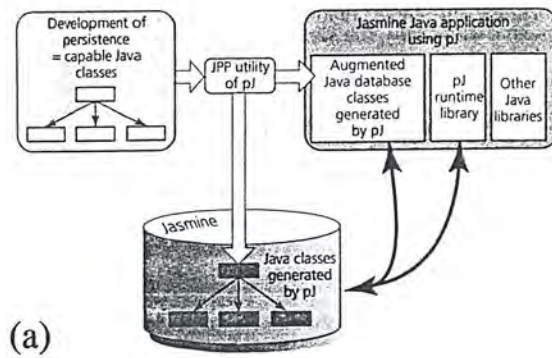 Development of
persistence
= capable Java
classes
JPP utility
of pJ
Jasmine Java application
using pJ
Augmented
Java database
classes
generated
by pJ
pJ
runtime
library
Other
Java
libraries
Jasmine
Java classes
generated
by pJ
(a)